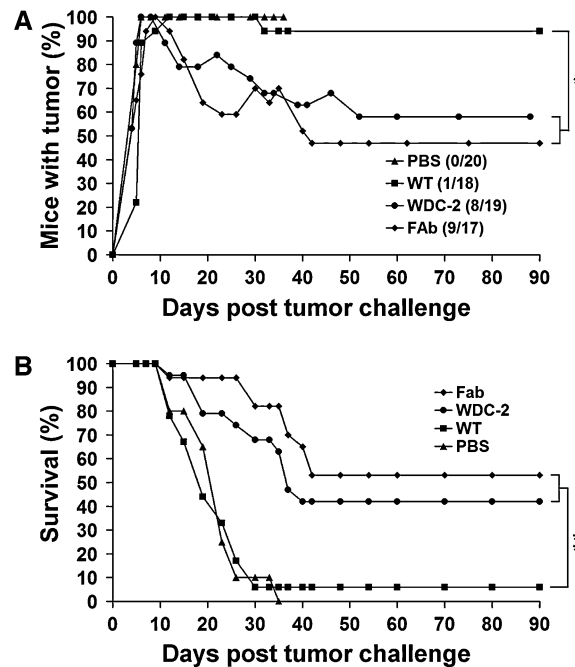 A
Mice with tumor (%)
100
90
80
70
60
50
40
30
20
10
0
PBS (0/20)
WT (1/18)
WDC-2 (8/19)
FAb (9/17)
0 10 20 30 40 50 60 70 80 90
Days post tumor challenge
B
Survival (%)
100
90
80
70
60
50
40
30
20
10
0
Fab
WDC-2
WT
PBS
0 10 20 30 40 50 60 70 80 90
Days post tumor challenge